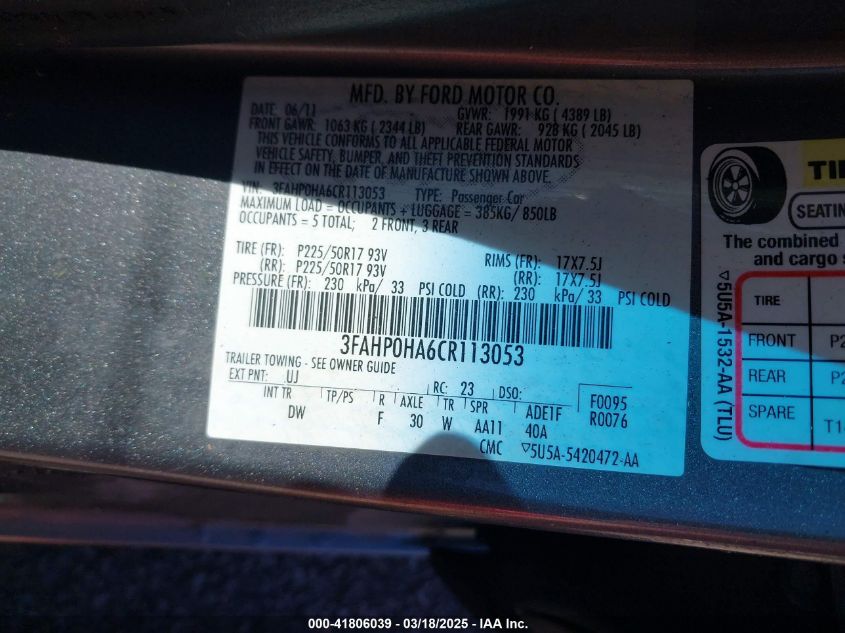 MFD. BY FORD MOTOR CO.
DATE: 06/11 GVWR: 1991 KG ( 4389 LB)
FRONT GAWR: 1063 KG ( 2344 LB) REAR GAWR: 928 KG ( 2045 LB)
THIS VEHICLE CONFORMS TO ALL APPLICABLE FEDERAL MOTOR
VEHICLE SAFETY, BUMPER, AND THEFT PREVENTION STANDARDS
IN EFFECT ON THE DATE OF MANUFACTURE SHOWN ABOVE.
VIN: 3FAHP0HA6CR113053 TYPE: Passenger Car
MAXIMUM LOAD = OCCUPANTS + LUGGAGE = 385KG/ 850LB
OCCUPANTS = 5 TOTAL; 2 FRONT, 3 REAR
TIRE (FR): P225/50R17 93V RIMS (FR): 17X7.5J
(RR): P225/50R17 93V (RR): 17X7.5J
PRESSURE (FR): 230 kPa/ 33 PSI COLD (RR): 230 kPa/ 33 PSI COLD
3FAHP0HA6CR113053
TRAILER TOWING - SEE OWNER GUIDE
EXT PNT: UJ RC: 23 DSO: F0095
INT TR TP/PS R AXLE TR SPR ADE1F R0076
DW F 30 W AA11 40A
CMC ▽5U5A-5420472-AA
SEATIN
The combined
and cargo
TIRE
FRONT P2
REAR P2
SPARE T1
▽5U5A-1532-AA (TLU)
000-41806039 / 03/18/2025 / IAA Inc.